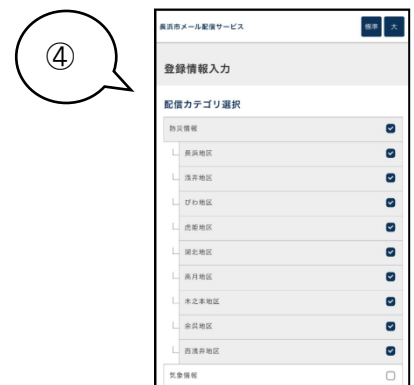 ④
長浜市メール配信サービス
標準 大
登録情報入力
配信カテゴリ選択
防災情報
長浜地区
浅井地区
びわ地区
虎姫地区
湖北地区
高月地区
木之本地区
余呉地区
西浅井地区
気象情報